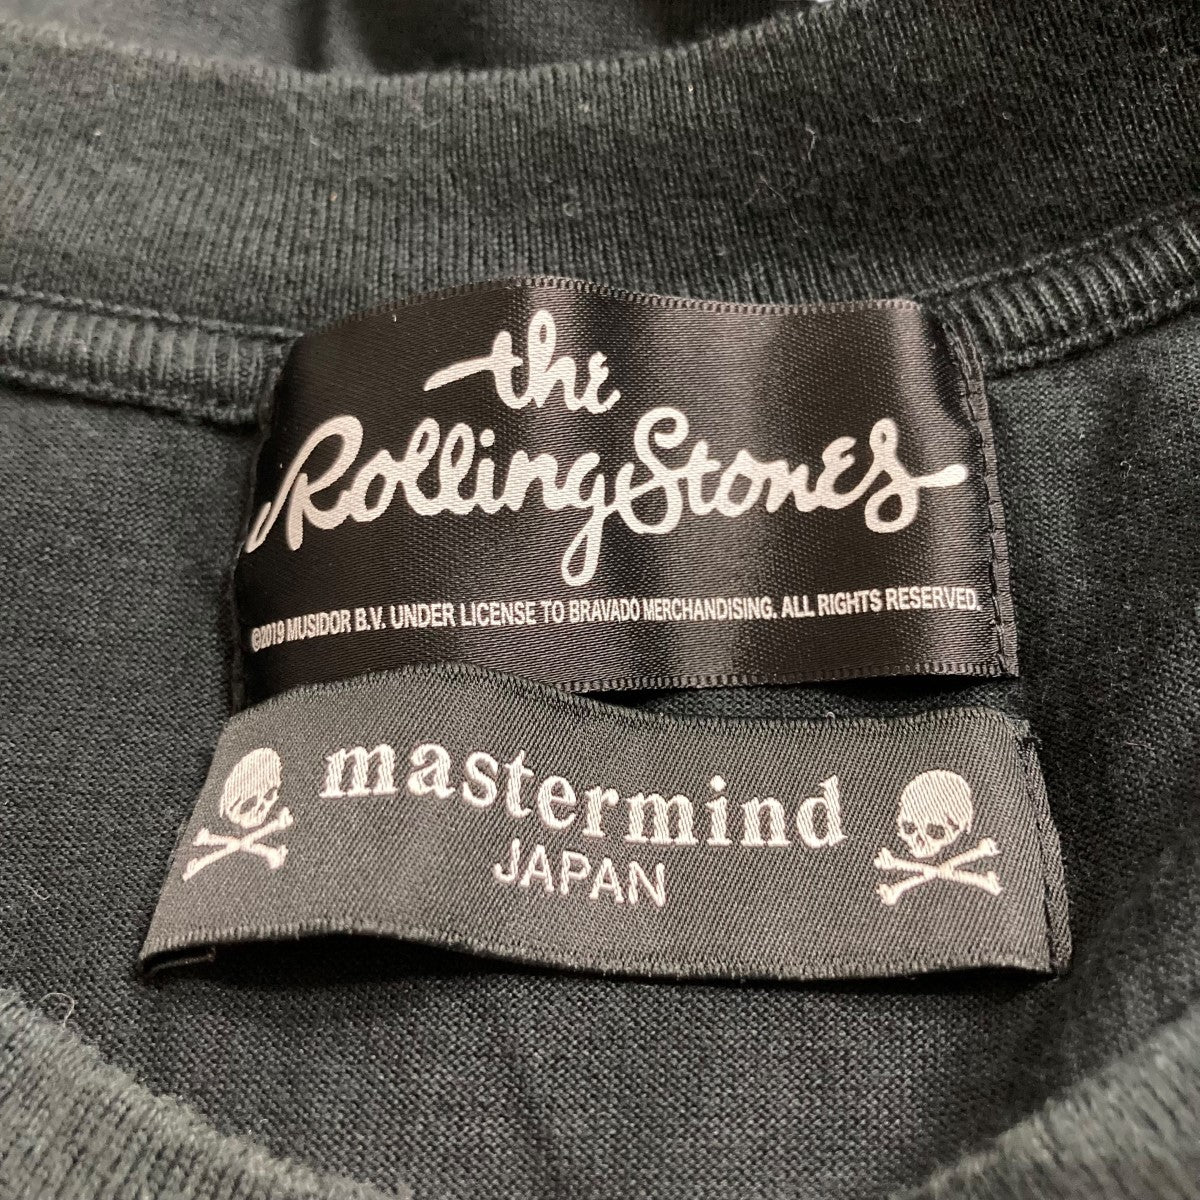 the
Rolling Stones
©2019 MUSIDOR B.V. UNDER LICENSE TO BRAVADO MERCHANDISING. ALL RIGHTS RESERVED.
mastermind
JAPAN